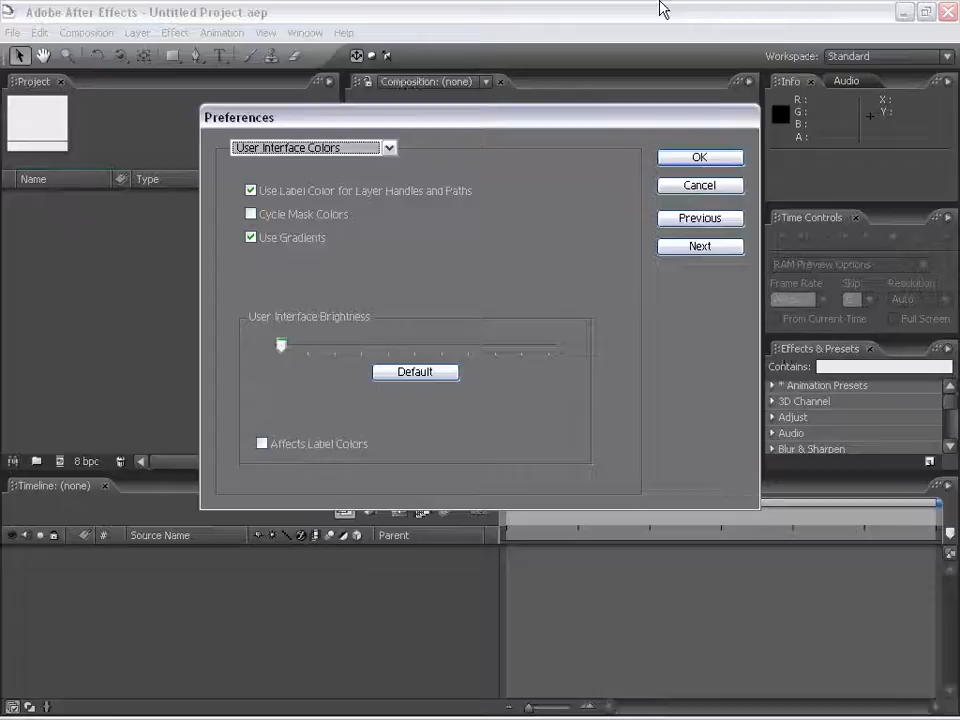 Adobe After Effects - Untitled Project.aep
File Edit Composition Layer Effect Animation View Window Help
Workspace: Standard
Project
Composition: (none)
Info
Audio
R: X:
G: Y:
B:
A:
Name Type
8 bpc
Preferences
User Interface Colors
Use Label Color for Layer Handles and Paths
Cycle Mask Colors
Use Gradients
User Interface Brightness
Default
Affects Label Colors
OK
Cancel
Previous
Next
Time Controls
RAM Preview Options
Frame Rate Skip Resolution
Auto
From Current Time Full Screen
Effects & Presets
Contains:
* Animation Presets
3D Channel
Adjust
Audio
Blur & Sharpen
Timeline: (none)
# Source Name Parent